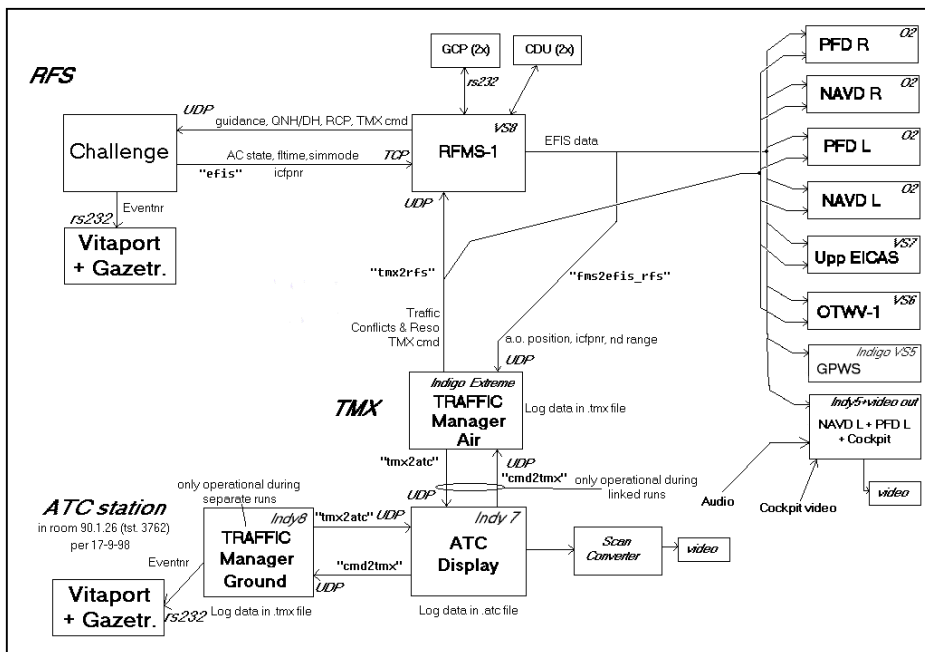 RFS
GCP (2x)
CDU (2x)
rs232
UDP
guidance, QNH/DH, RCP, TMX cmd
Challenge
VS8
RFMS-1
AC state, fltime,simmode
TCP
"efis"
icfpnr
EFIS data
UDP
Eventnr
rs232
Vitaport
+ Gazetr.
O2
PFD R
O2
NAVD R
O2
PFD L
O2
NAVD L
VS7
Upp EICAS
VS6
OTWV-1
Indigo VS5
GPWS
Indy5+video out
NAVD L + PFD L
+ Cockpit
Audio
Cockpit video
video
"tmx2rfs"
"fms2efis_rfs"
Traffic
Conflicts & Reso
TMX cmd
a.o. position, icfpnr, nd range
UDP
TMX
Indigo Extreme
TRAFFIC
Manager
Air
Log data in .tmx file
"tmx2atc"
UDP
"cmd2tmx"
UDP
only operational during
linked runs
ATC station
in room 90.1.26 (tst. 3762)
per 17-9-98
only operational during
separate runs
Indy8
TRAFFIC
Manager
Ground
Log data in .tmx file
"tmx2atc"
UDP
"cmd2tmx"
UDP
Indy 7
ATC
Display
Log data in .atc file
Scan
Converter
video
Eventnr
rs232
Vitaport
+ Gazetr.